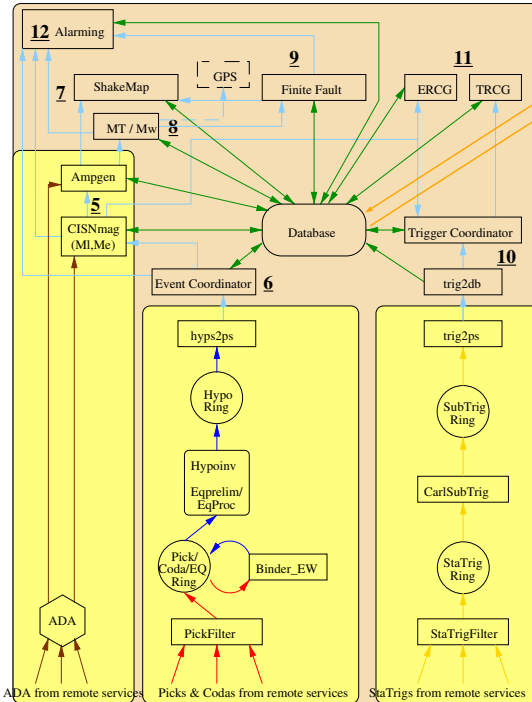 12 Alarming
9
11
GPS
7
ShakeMap
Finite Fault
ERCG
TRCG
MT / Mw
8
Ampgen
5
CISNmag
(Ml,Me)
Database
Trigger Coordinator
10
Event Coordinator
6
trig2db
hyps2ps
trig2ps
Hypo
Ring
SubTrig
Ring
Hypoinv
Eqprelim/
EqProc
CarlSubTrig
Pick/
Coda/EQ
Ring
Binder_EW
StaTrig
Ring
ADA
PickFilter
StaTrigFilter
ADA from remote services
Picks & Codas from remote services
StaTrigs from remote services